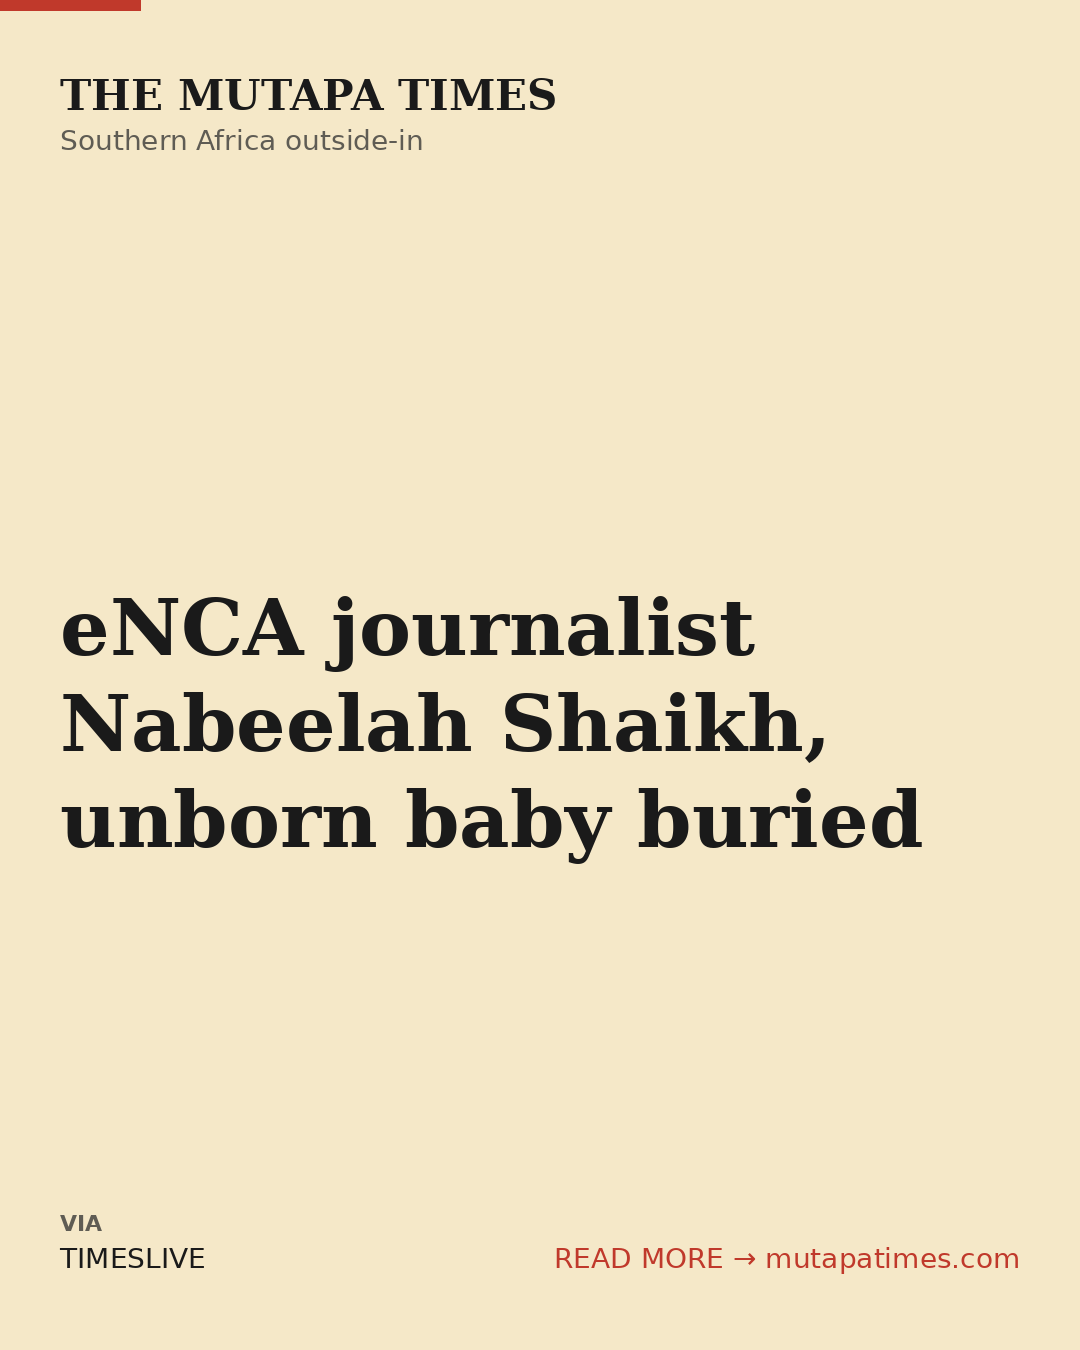 THE MUTAPA TIMES
Southern Africa outside-in
eNCA journalist
Nabeelah Shaikh,
unborn baby buried
VIA
TIMESLIVE
READ MORE → mutapatimes.com